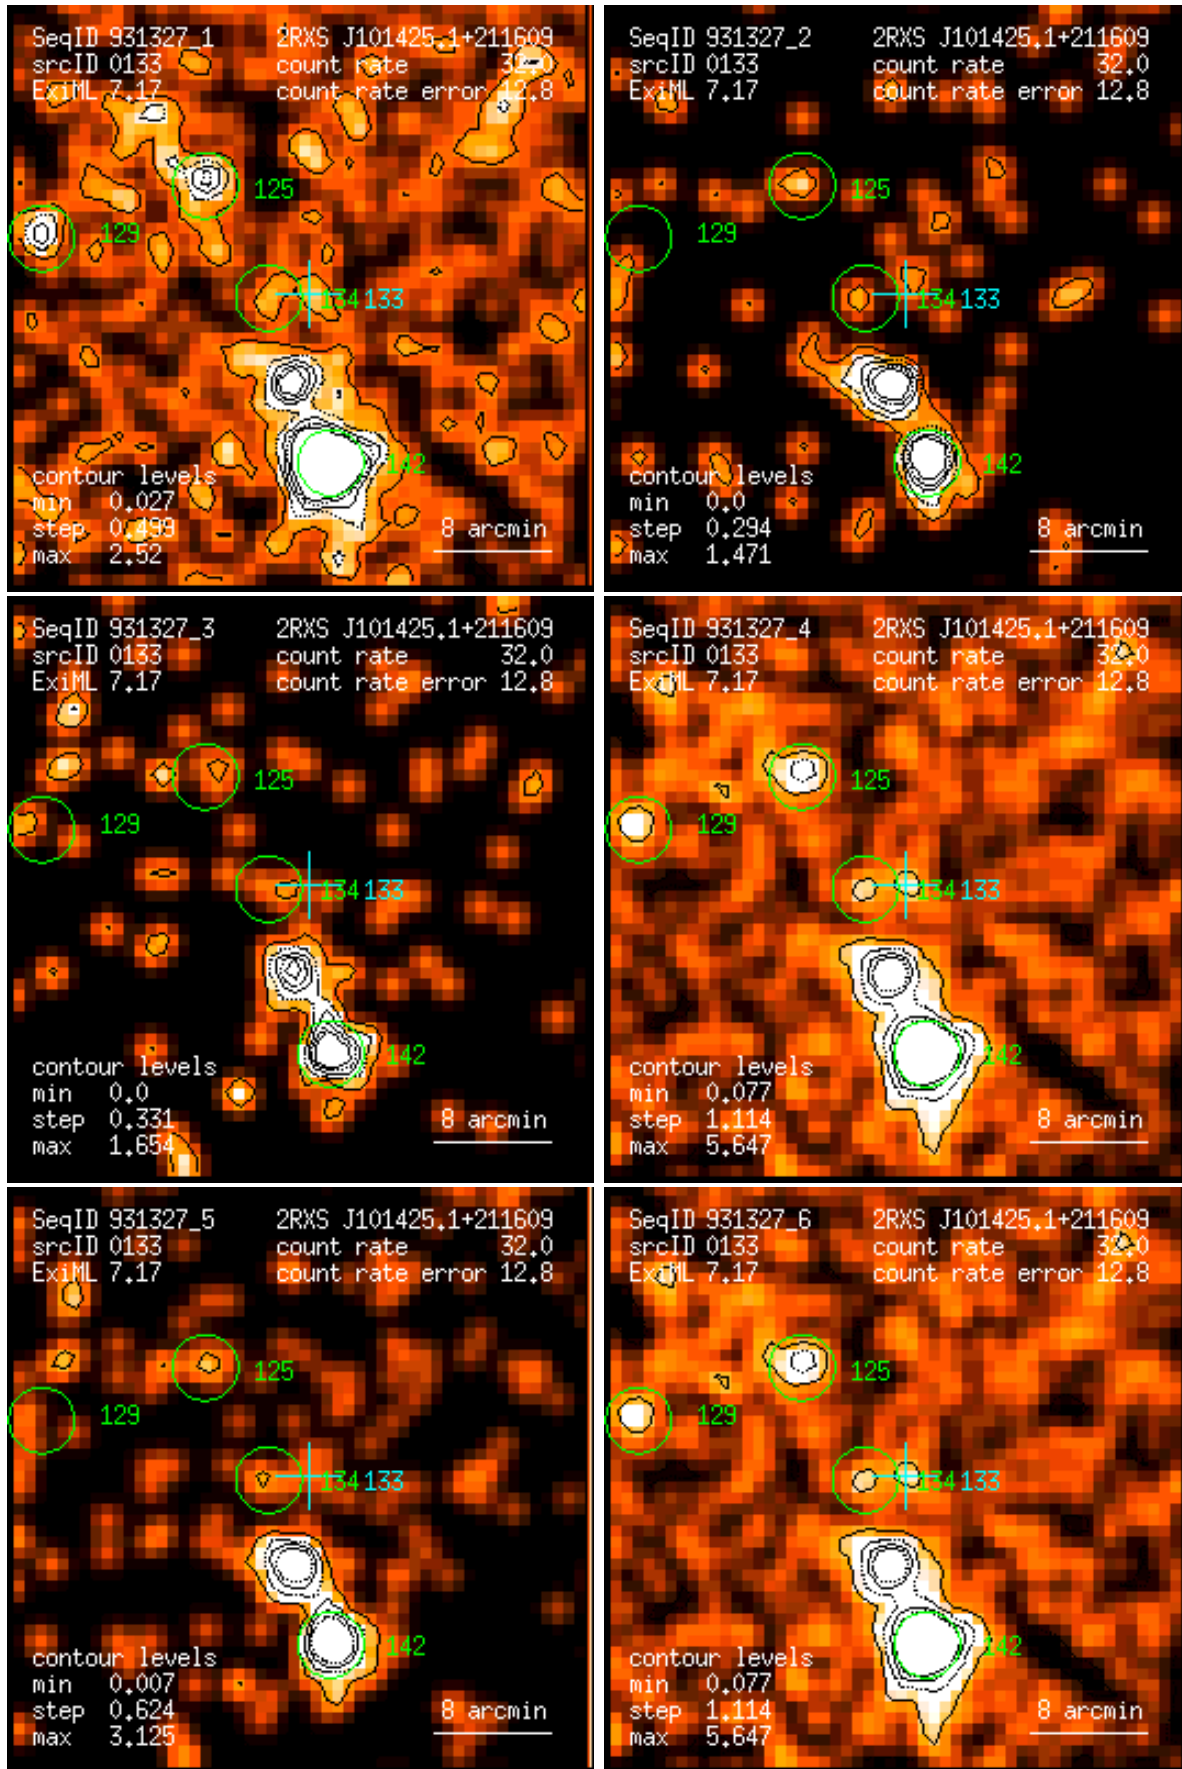 SeqID 931327_1 2RXS J101425.1+211609
srcID 0133 count rate 32.0
ExiML 7.17 count rate error 12.8
125
129
134 133
142
contour levels
min 0.027
step 0.499
max 2.52
8 arcmin
SeqID 931327_2 2RXS J101425.1+211609
srcID 0133 count rate 32.0
ExiML 7.17 count rate error 12.8
125
129
134 133
142
contour levels
min 0.0
step 0.294
max 1.471
8 arcmin
SeqID 931327_3 2RXS J101425.1+211609
srcID 0133 count rate 32.0
ExiML 7.17 count rate error 12.8
125
129
134 133
142
contour levels
min 0.0
step 0.331
max 1.654
8 arcmin
SeqID 931327_4 2RXS J101425.1+211609
srcID 0133 count rate 32.0
ExiML 7.17 count rate error 12.8
125
129
134 133
142
contour levels
min 0.077
step 1.114
max 5.647
8 arcmin
SeqID 931327_5 2RXS J101425.1+211609
srcID 0133 count rate 32.0
ExiML 7.17 count rate error 12.8
125
129
134 133
142
contour levels
min 0.007
step 0.624
max 3.125
8 arcmin
SeqID 931327_6 2RXS J101425.1+211609
srcID 0133 count rate 32.0
ExiML 7.17 count rate error 12.8
125
129
134 133
142
contour levels
min 0.077
step 1.114
max 5.647
8 arcmin